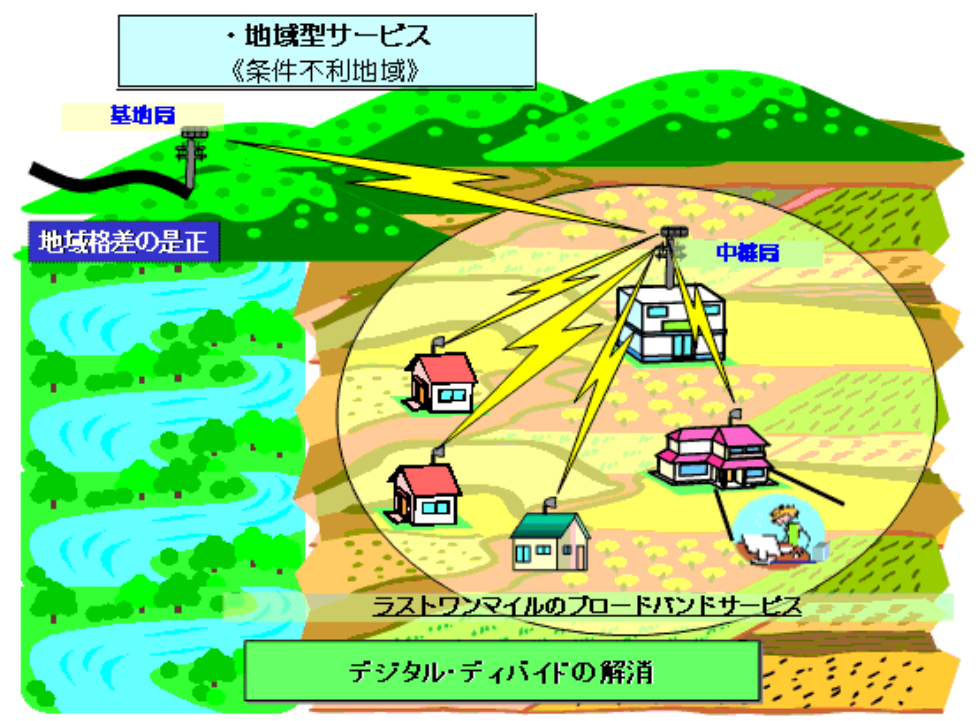 ・地域型サービス
《条件不利地域》
基地局
地域格差の是正
中継局
ラストワンマイルのブロードバンドサービス
デジタル・ディバイドの解消